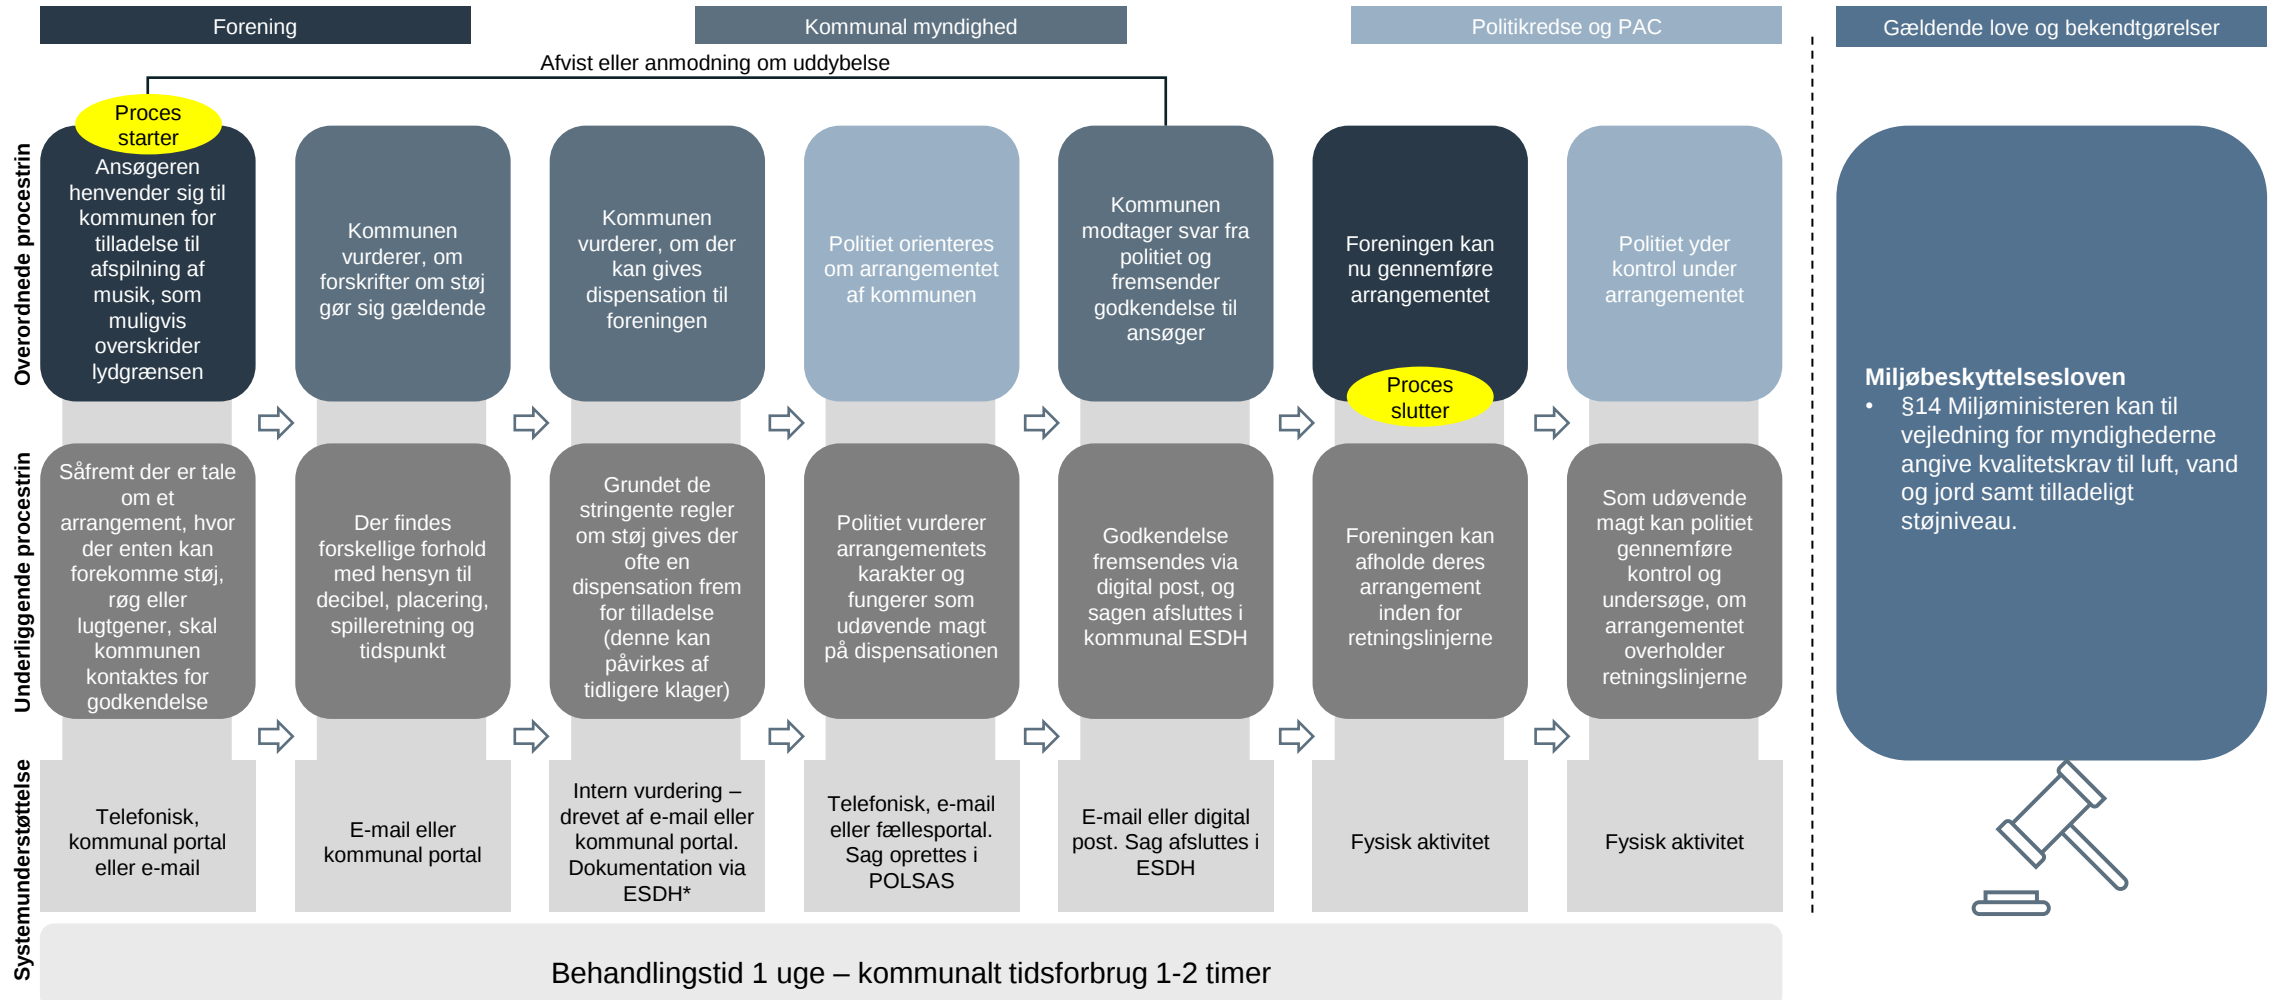 Forening
Kommunal myndighed
Politikredse og PAC
Gældende love og bekendtgørelser
Afvist eller anmodning om uddybelse
Overordnede procestrin
Proces
starter
Ansøgeren
henvender sig til
kommunen for
tilladelse til
afspilning af
musik, som
muligvis
overskrider
lydgrænsen
Kommunen
vurderer, om
forskrifter om støj
gør sig gældende
Kommunen
vurderer, om der
kan gives
dispensation til
foreningen
Politiet orienteres
om arrangementet
af kommunen
Kommunen
modtager svar fra
politiet og
fremsender
godkendelse til
ansøger
Foreningen kan
nu gennemføre
arrangementet
Proces
slutter
Politiet yder
kontrol under
arrangementet
Underliggende procestrin
Såfremt der er tale
om et
arrangement, hvor
der enten kan
forekomme støj,
røg eller
lugtgener, skal
kommunen
kontaktes for
godkendelse
Der findes
forskellige forhold
med hensyn til
decibel, placering,
spilleretning og
tidspunkt
Grundet de
stringente regler
om støj gives der
ofte en
dispensation frem
for tilladelse
(denne kan
påvirkes af
tidligere klager)
Politiet vurderer
arrangementets
karakter og
fungerer som
udøvende magt
på dispensationen
Godkendelse
fremsendes via
digital post, og
sagen afsluttes i
kommunal ESDH
Foreningen kan
afholde deres
arrangement
inden for
retningslinjerne
Som udøvende
magt kan politiet
gennemføre
kontrol og
undersøge, om
arrangementet
overholder
retningslinjerne
Systemunderstøttelse
Telefonisk,
kommunal portal
eller e-mail
E-mail eller
kommunal portal
Intern vurdering –
drevet af e-mail eller
kommunal portal.
Dokumentation via
ESDH*
Telefonisk, e-mail
eller fællesportal.
Sag oprettes i
POLSAS
E-mail eller digital
post. Sag afsluttes i
ESDH
Fysisk aktivitet
Fysisk aktivitet
Behandlingstid 1 uge – kommunalt tidsforbrug 1-2 timer
Miljøbeskyttelsesloven
• §14 Miljøministeren kan til
vejledning for myndighederne
angive kvalitetskrav til luft, vand
og jord samt tilladeligt
støjniveau.